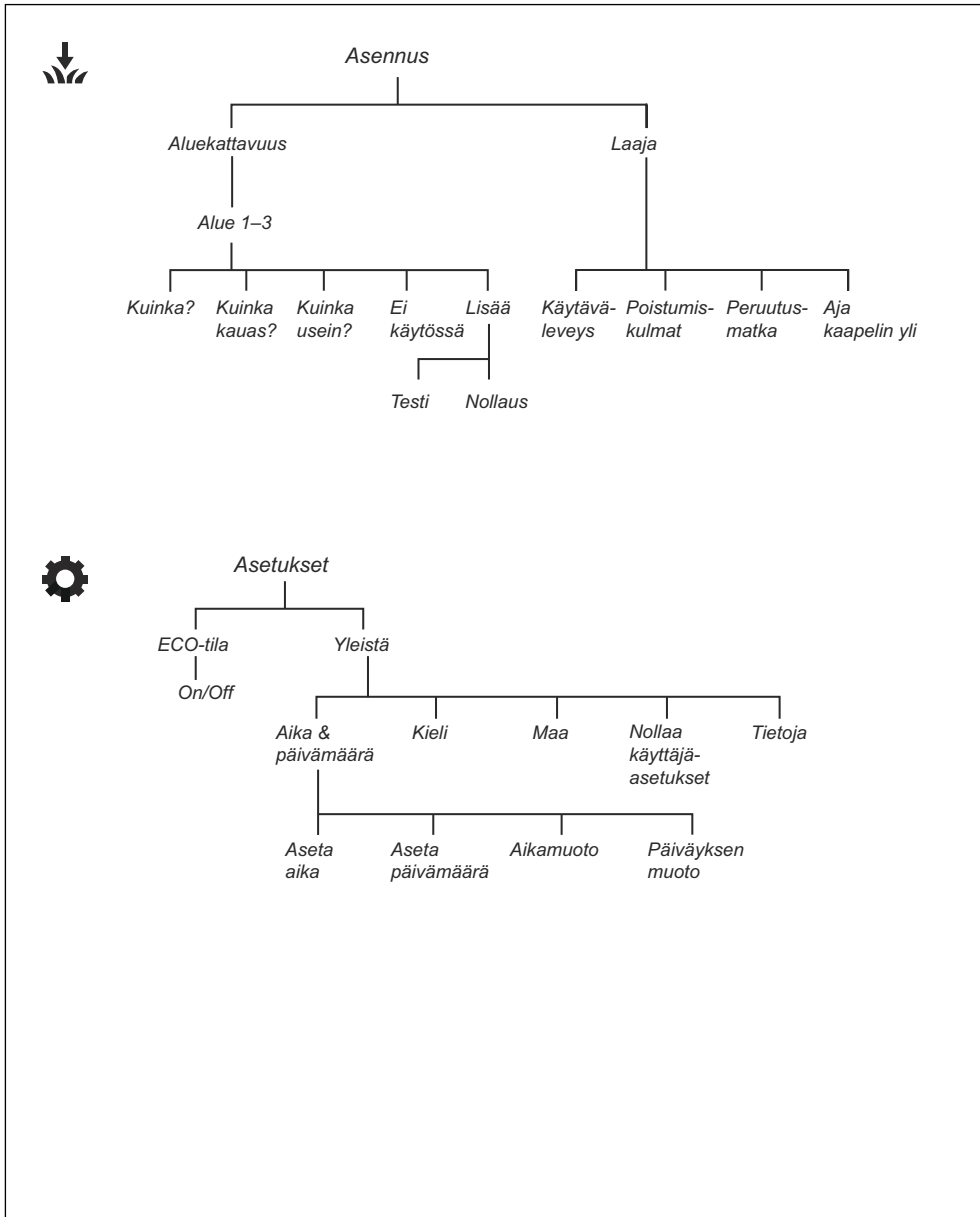 Asennus
Aluekattavuus
Laaja
Alue 1–3
Kuinka?
Kuinka
kauas?
Kuinka
usein?
Ei
käytössä
Lisää
Käytävä-
leveys
Poistumis-
kulmat
Peruutus-
matka
Aja
kaapelin yli
Testi
Nollaus
Asetukset
ECO-tila
Yleistä
On/Off
Aika &
päivämäärä
Kieli
Maa
Nollaa
käyttäjä-
asetukset
Tietoja
Aseta
aika
Aseta
päivämäärä
Aikamuoto
Päiväyksen
muoto